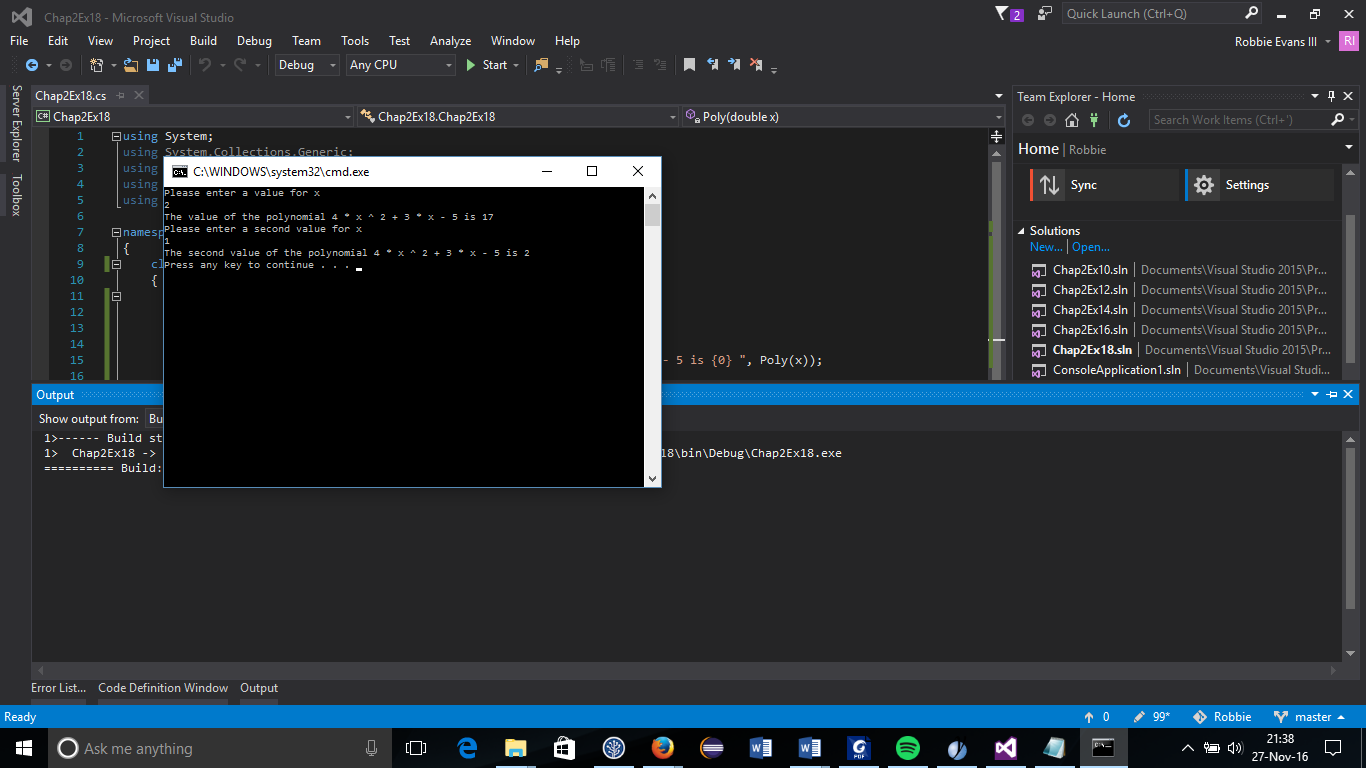 Chap2Ex18 - Microsoft Visual Studio
2
Quick Launch (Ctrl+Q)
File Edit View Project Build Debug Team Tools Test Analyze Window Help
Robbie Evans III RI
Debug Any CPU Start
Server Explorer
Toolbox
Chap2Ex18.cs
C# Chap2Ex18 Chap2Ex18.Chap2Ex18 Poly(double x)
1 using System;
2 using System.Collections.Generic;
3 using
4 using
5 using
6
7 namesp
8 {
9 cl
10 {
11
12
13
14
15 - 5 is {0} ", Poly(x));
16
C:\WINDOWS\system32\cmd.exe
Please enter a value for x
2
The value of the polynomial 4 * x ^ 2 + 3 * x - 5 is 17
Please enter a second value for x
1
The second value of the polynomial 4 * x ^ 2 + 3 * x - 5 is 2
Press any key to continue . . .
Team Explorer - Home
Search Work Items (Ctrl+')
Home | Robbie
Sync Settings
Solutions
New... | Open...
Chap2Ex10.sln | Documents\Visual Studio 2015\Pr...
Chap2Ex12.sln | Documents\Visual Studio 2015\Pr...
Chap2Ex14.sln | Documents\Visual Studio 2015\Pr...
Chap2Ex16.sln | Documents\Visual Studio 2015\Pr...
Chap2Ex18.sln | Documents\Visual Studio 2015\Pr...
ConsoleApplication1.sln | Documents\Visual Studi...
Output
Show output from: Bu
1>------ Build st
1> Chap2Ex18 -> 18\bin\Debug\Chap2Ex18.exe
========== Build:
Error List... Code Definition Window Output
Ready 0 99* Robbie master
Ask me anything
21:38
27-Nov-16